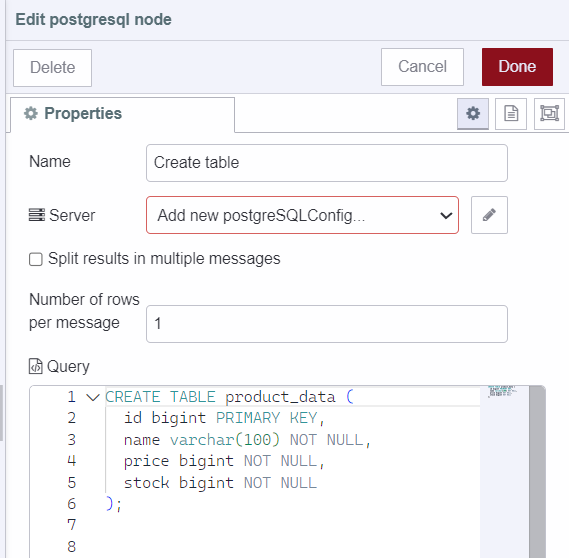 Edit postgresql node
Delete
Cancel
Done
Properties
Name
Create table
Server
Add new postgreSQLConfig...
Split results in multiple messages
Number of rows
per message
1
Query
1 CREATE TABLE product_data (
2 id bigint PRIMARY KEY,
3 name varchar(100) NOT NULL,
4 price bigint NOT NULL,
5 stock bigint NOT NULL
6 );
7
8